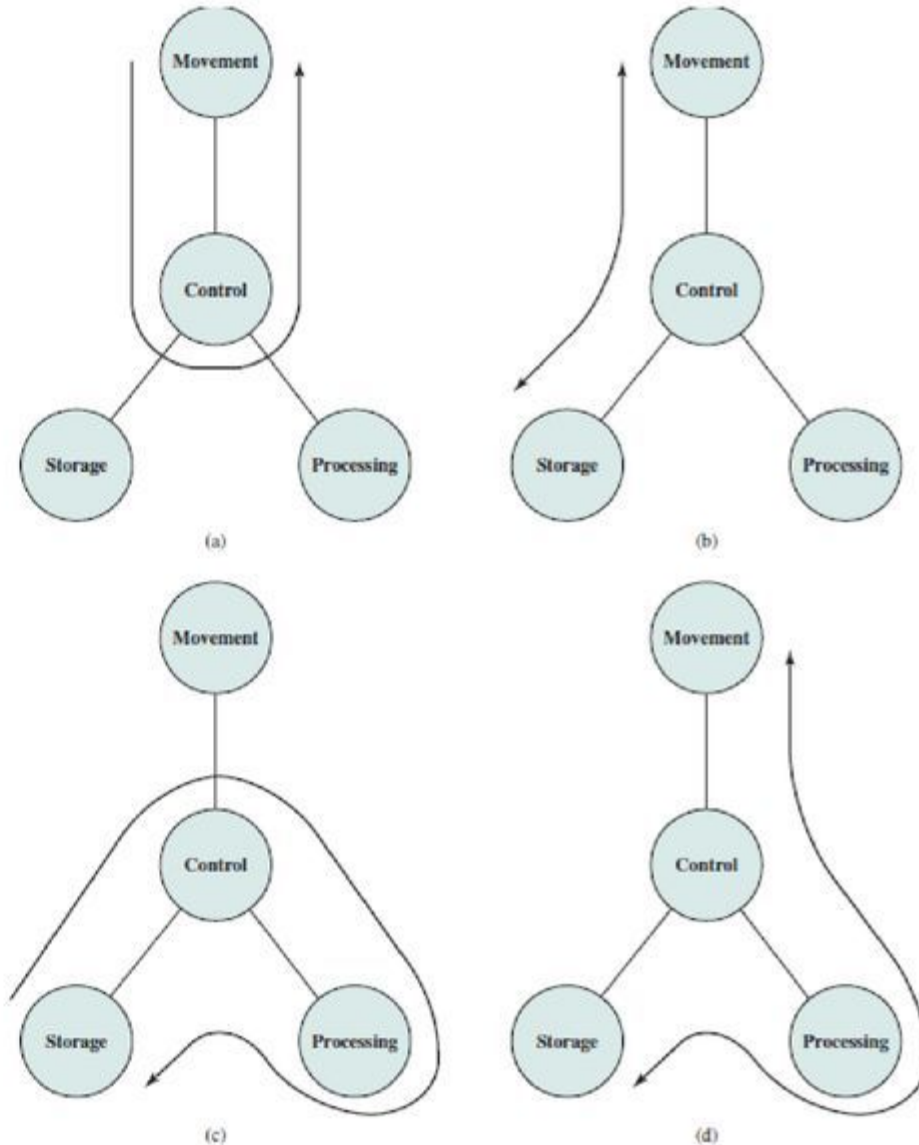 Movement
Movement
Control
Control
Storage
Processing
Storage
Processing
(a)
(b)
Movement
Movement
Control
Control
Storage
Processing
Storage
Processing
(c)
(d)